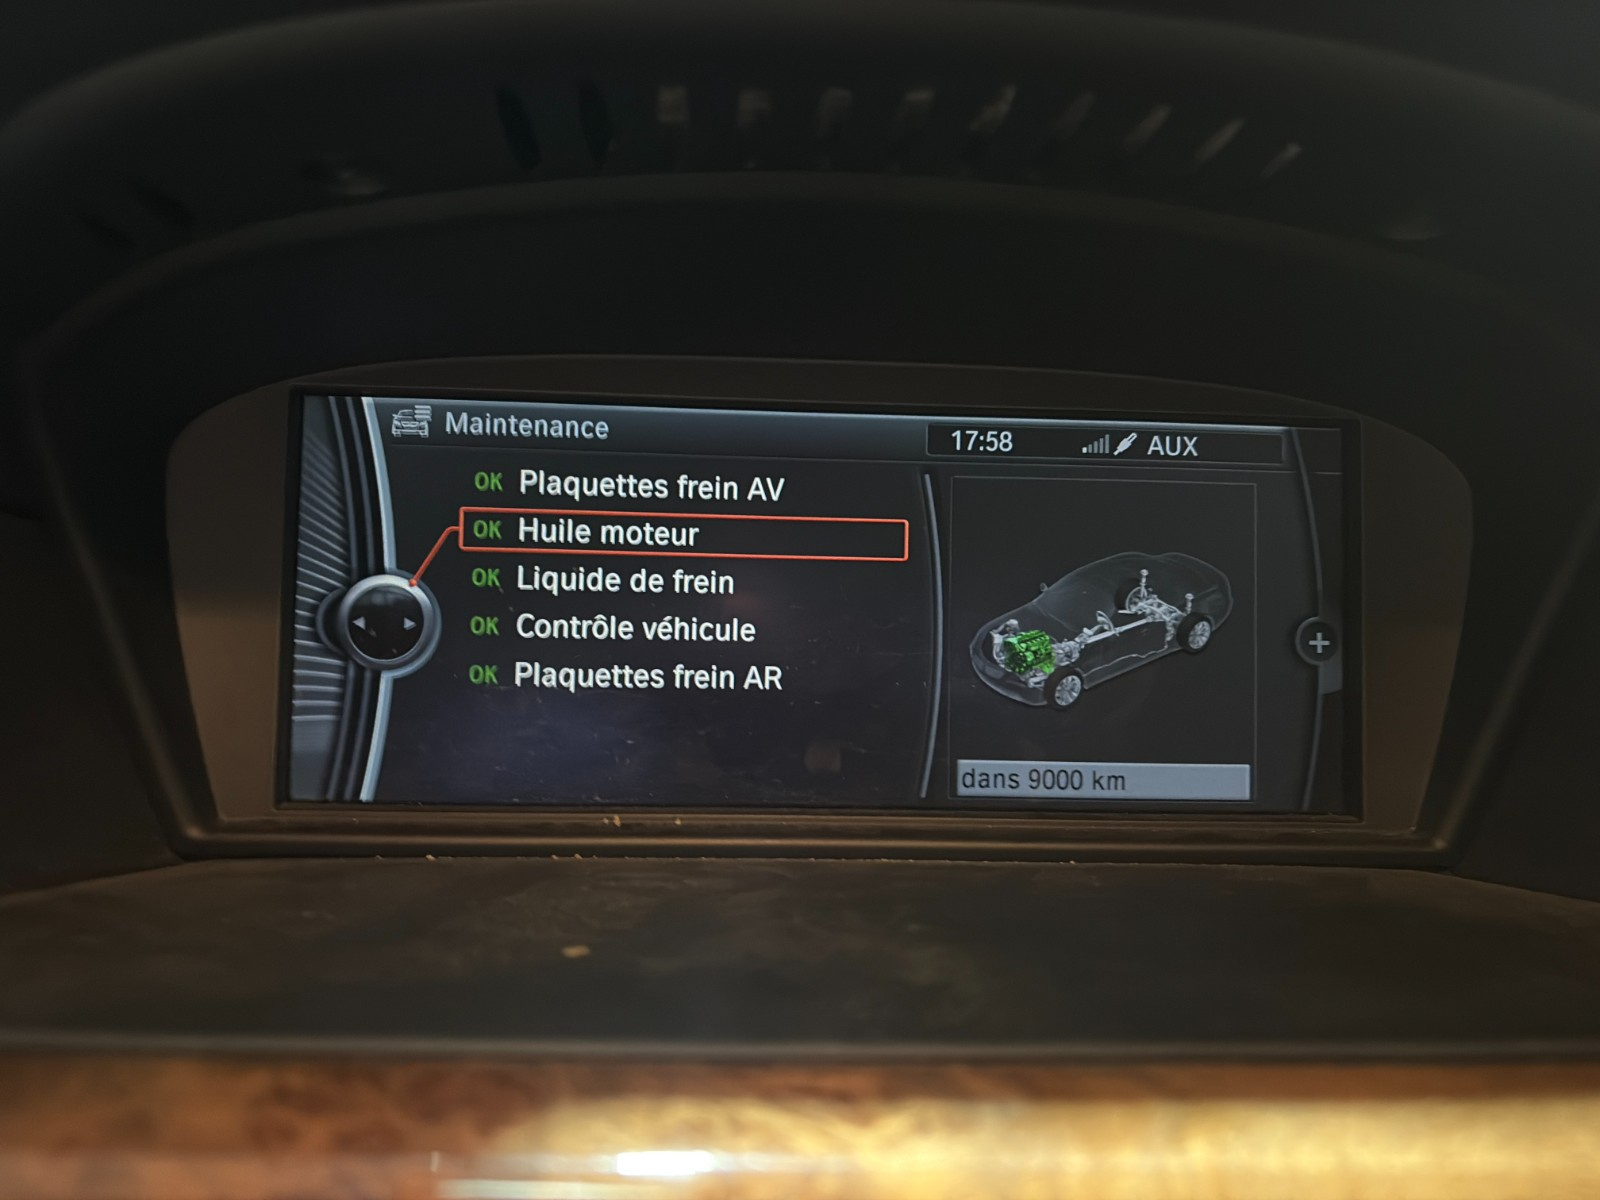 Maintenance
17:58 AUX
OK Plaquettes frein AV
OK Huile moteur
OK Liquide de frein
OK Contrôle véhicule
OK Plaquettes frein AR
dans 9000 km